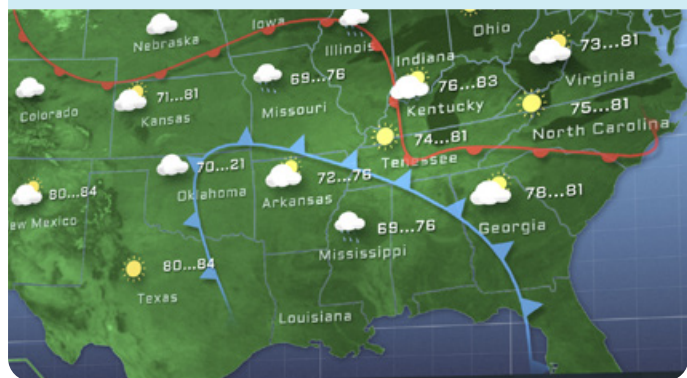 Iowa
Ohio
Nebraska
Illinois
Indiana
73...81
Virginia
69...76
Missouri
76...83
Kentucky
Colorado
71...81
Kansas
75...81
North Carolina
74...81
Tenessee
70...21
Oklahoma
72...76
Arkansas
80...84
ew Mexico
78...81
Georgia
69...76
Mississippi
80...84
Texas
Louisiana